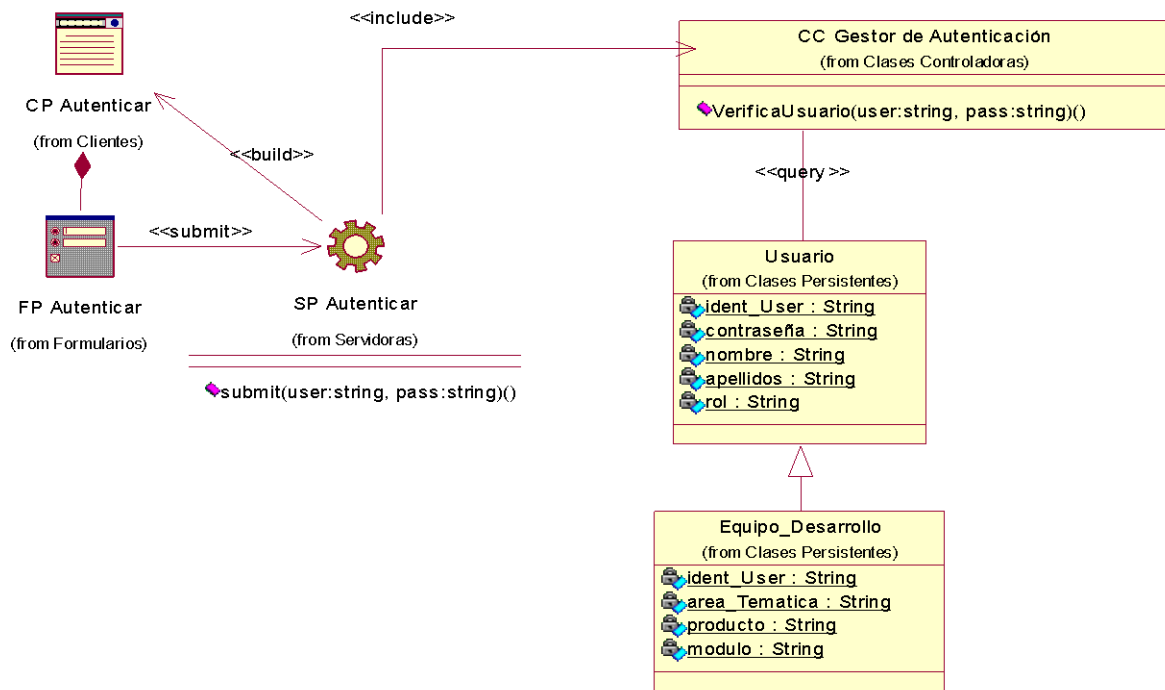 <<include>>
CC Gestor de Autenticación
(from Clases Controladoras)
VerificaUsuario(user:string, pass:string)()
CP Autenticar
(from Clientes)
<<build>>
<<query >>
<<submit>>
FP Autenticar
(from Formularios)
SP Autenticar
(from Servidoras)
submit(user:string, pass:string)()
Usuario
(from Clases Persistentes)
ident_User : String
contraseña : String
nombre : String
apellidos : String
rol : String
Equipo_Desarrollo
(from Clases Persistentes)
ident_User : String
area_Tematica : String
producto : String
modulo : String